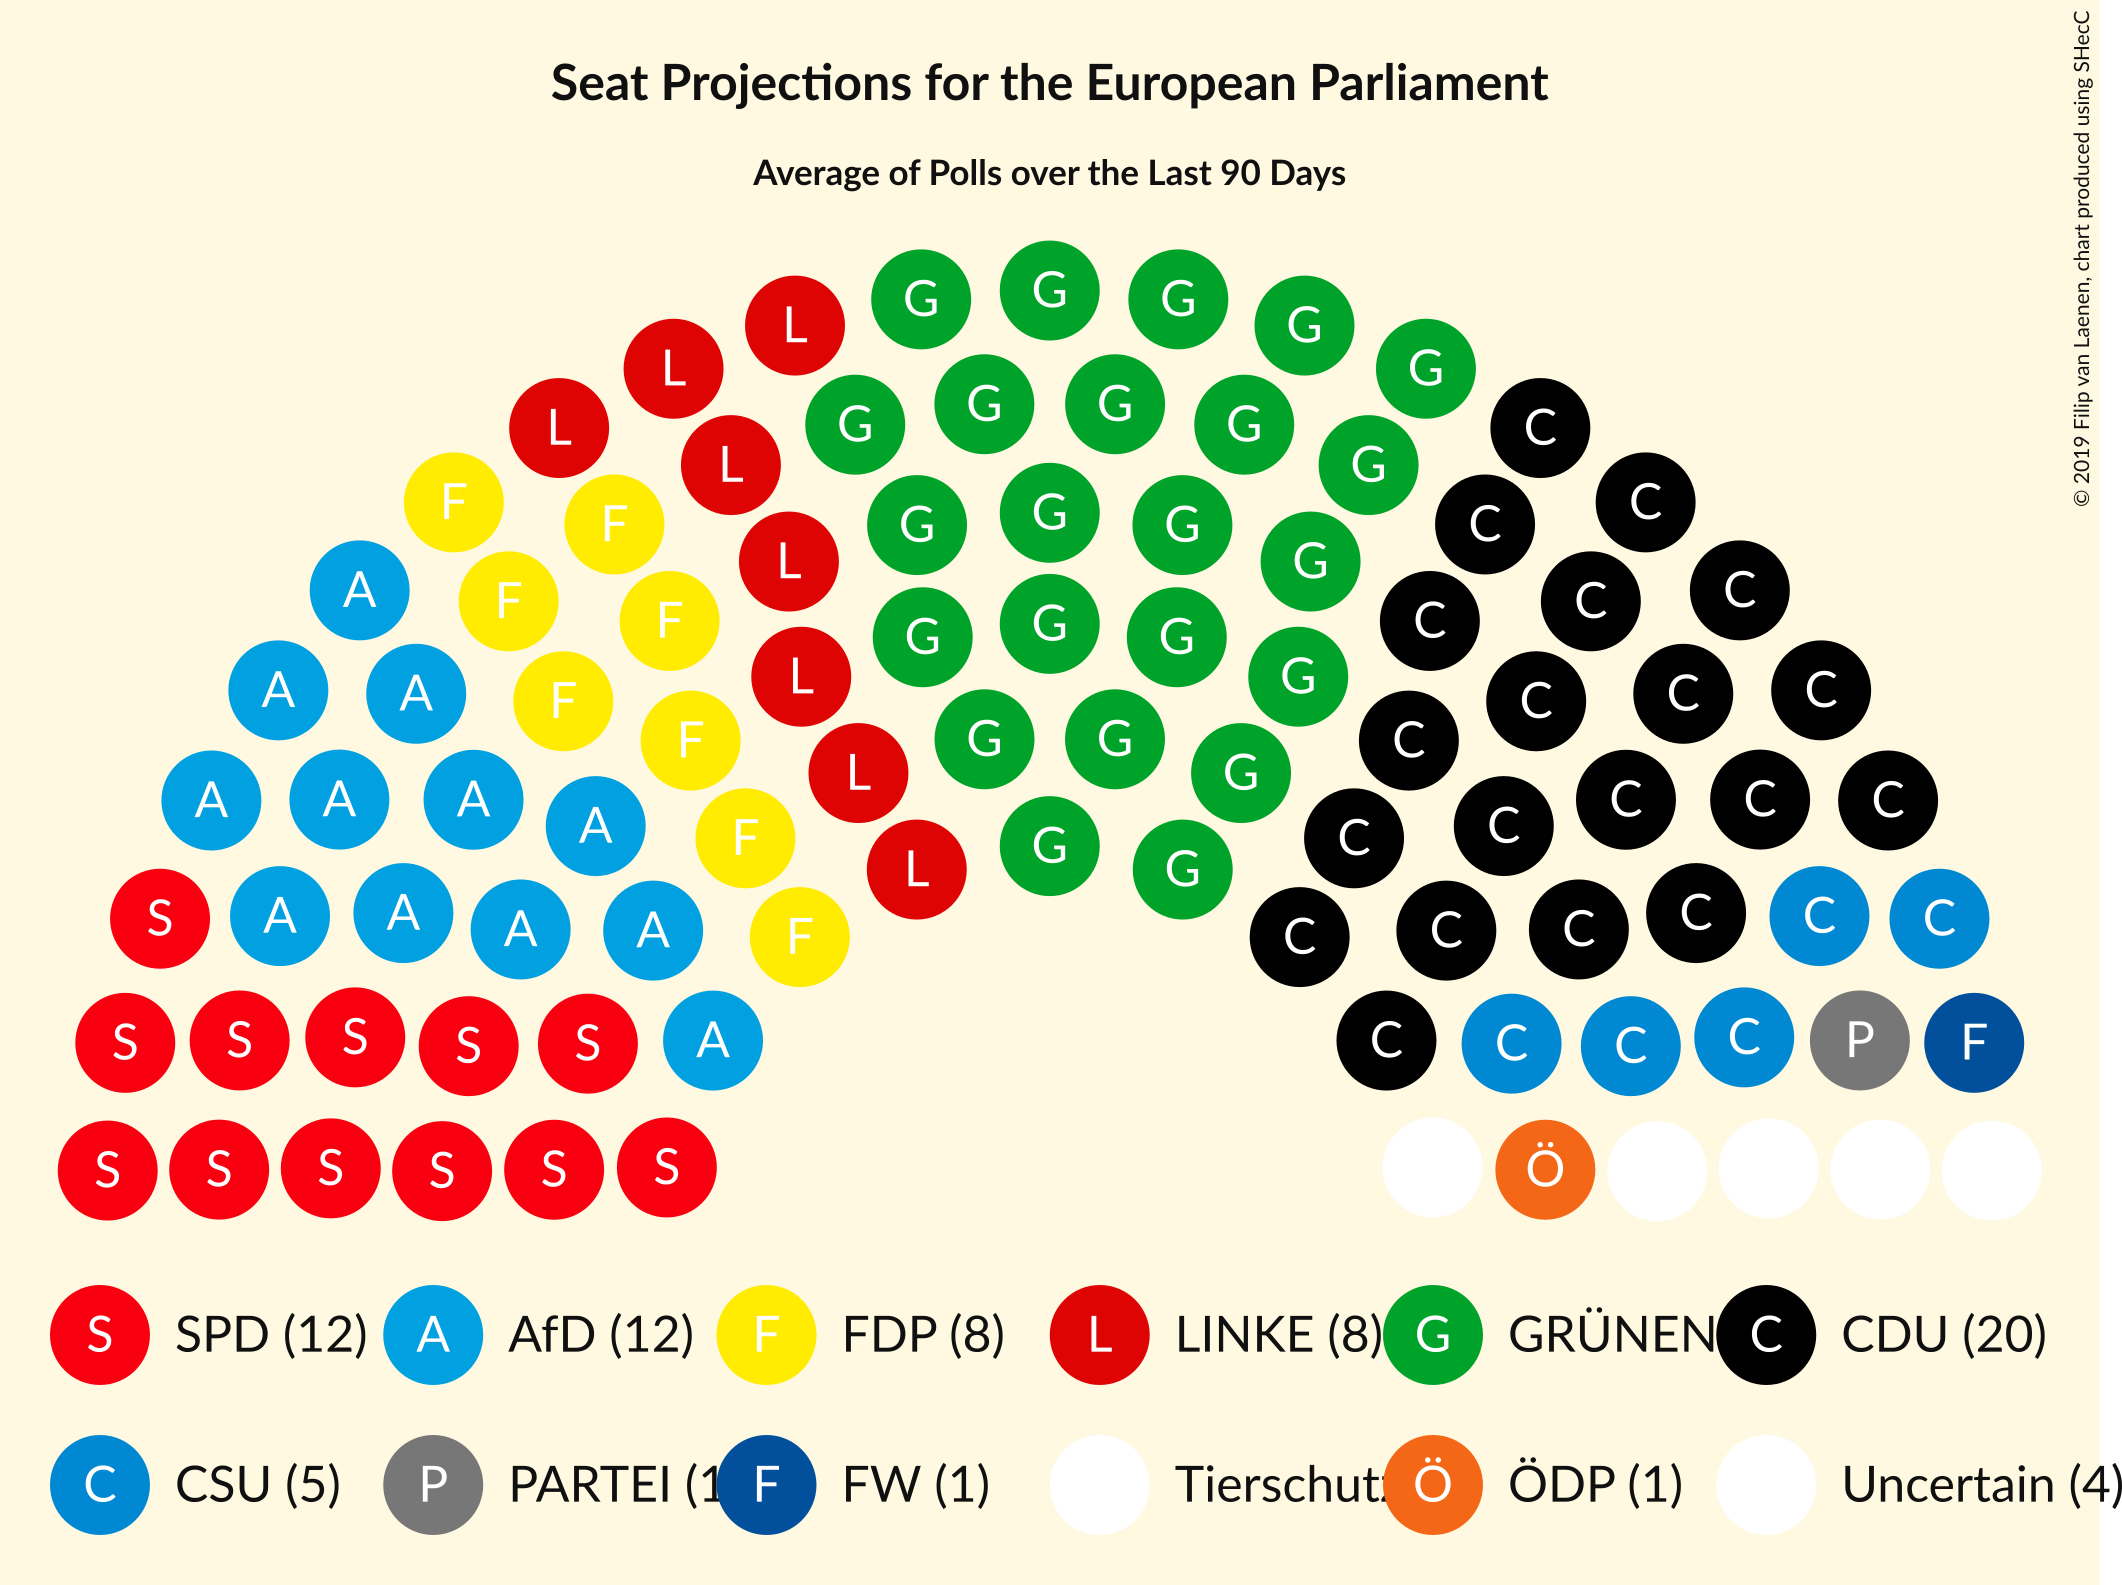 Seat Projections for the European Parliament
Average of Polls over the Last 90 Days
© 2019 Filip van Laenen, chart produced using SHecC
G G G G G
L L G G G G G C
L L G G G G C C
F F L G G G G C C C
A F F L G G G G C C C C
A A F F L G G G C C C C
A A A A F L G G C C C C C
S A A A A F C C C C C C
S S S S S A C C C C P F
S S S S S S Ö
S SPD (12) A AfD (12) F FDP (8) L LINKE (8) G GRÜNEN C CDU (20)
C CSU (5) P PARTEI (1 F FW (1) Tierschutz Ö ÖDP (1) Uncertain (4)